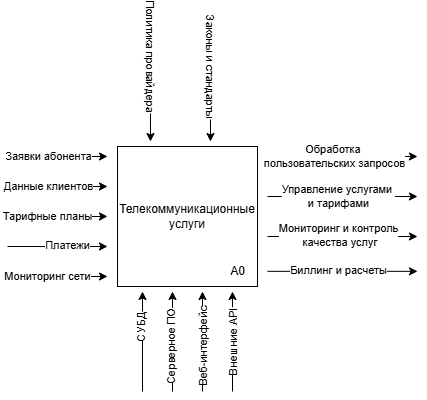 Политика провайдера
Законы и стандарты
Заявки абонента
Данные клиентов
Тарифные планы
Платежи
Мониторинг сети
Телекоммуникационные
услуги
A0
Обработка
пользовательских запросов
Управление услугами
и тарифами
Мониторинг и контроль
качества услуг
Биллинг и расчеты
СУБД
Серверное ПО
Веб-интерфейс
Внешние API